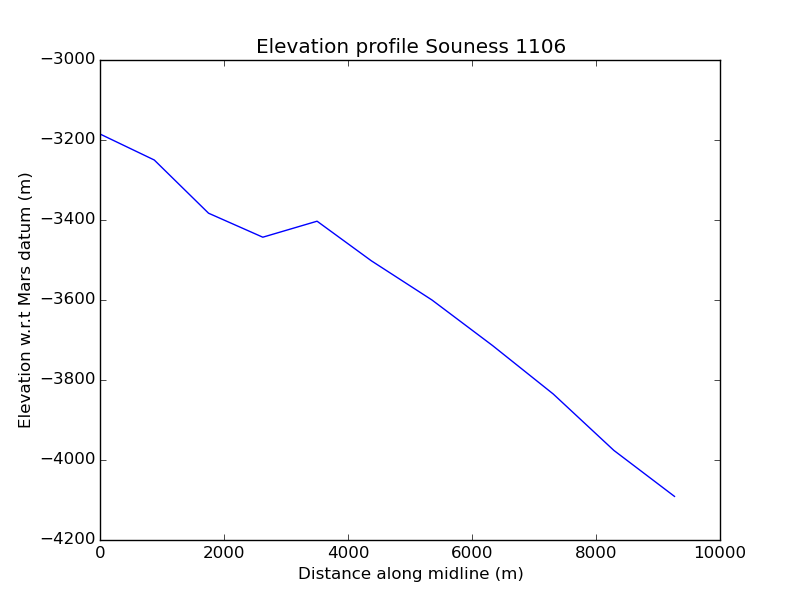 Elevation profile Souness 1106
−3000
−3200
−3400
−3600
−3800
−4000
−4200
Elevation w.r.t Mars datum (m)
0 2000 4000 6000 8000 10000
Distance along midline (m)